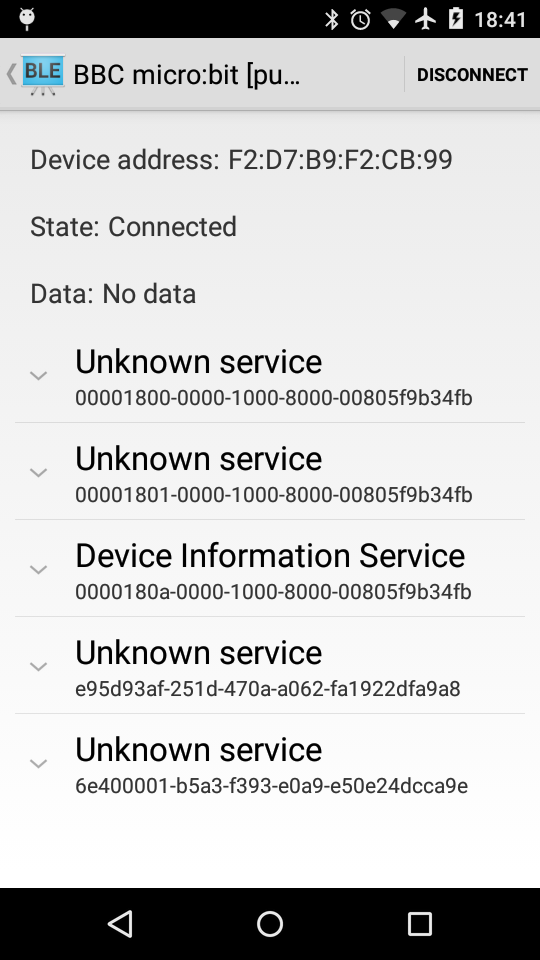 18:41
BLE BBC micro:bit [pu... DISCONNECT
Device address: F2:D7:B9:F2:CB:99
State: Connected
Data: No data
Unknown service
00001800-0000-1000-8000-00805f9b34fb
Unknown service
00001801-0000-1000-8000-00805f9b34fb
Device Information Service
0000180a-0000-1000-8000-00805f9b34fb
Unknown service
e95d93af-251d-470a-a062-fa1922dfa9a8
Unknown service
6e400001-b5a3-f393-e0a9-e50e24dcca9e